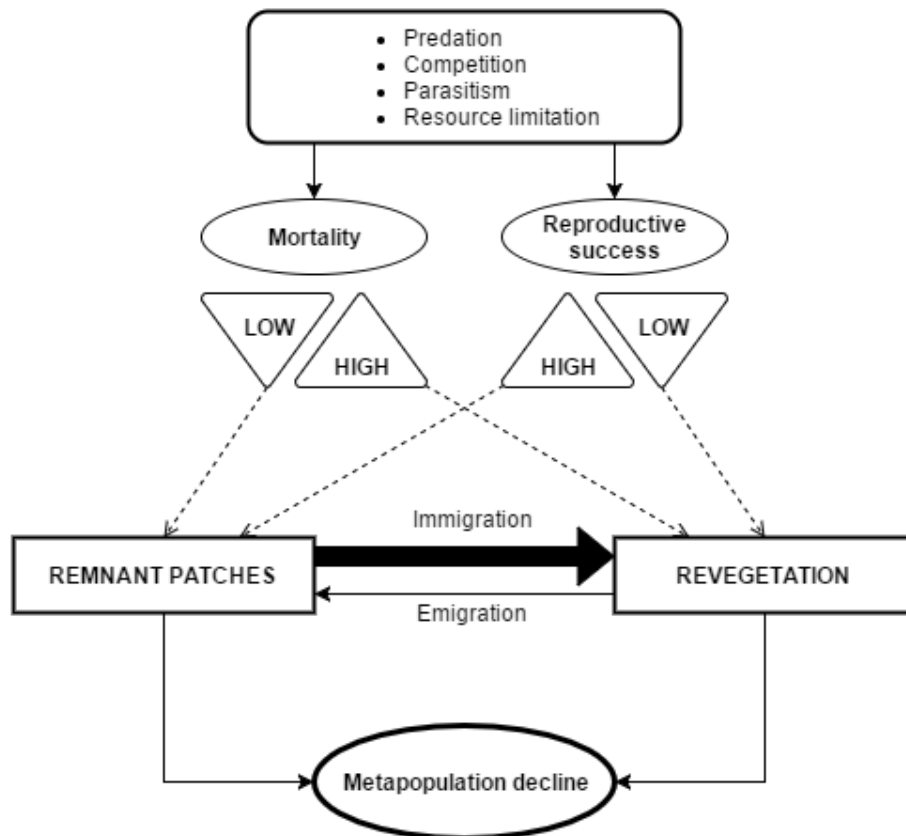 Predation
Competition
Parasitism
Resource limitation
Mortality
Reproductive
success
LOW
HIGH
HIGH
LOW
Immigration
REMNANT PATCHES
REVEGETATION
Emigration
Metapopulation decline